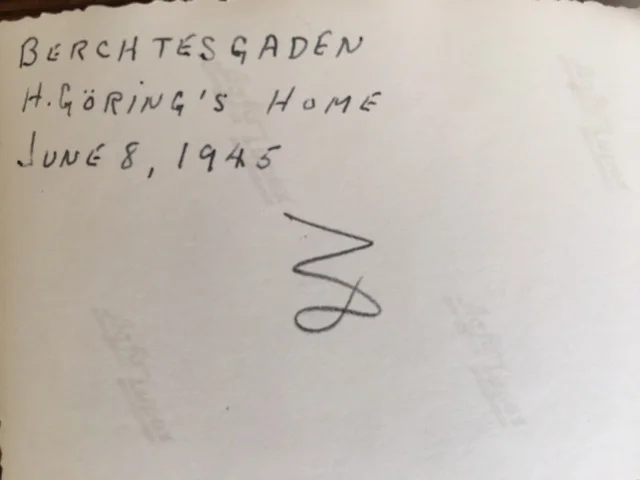 BERCHTESGADEN
H. GÖRING'S HOME
JUNE 8, 1945